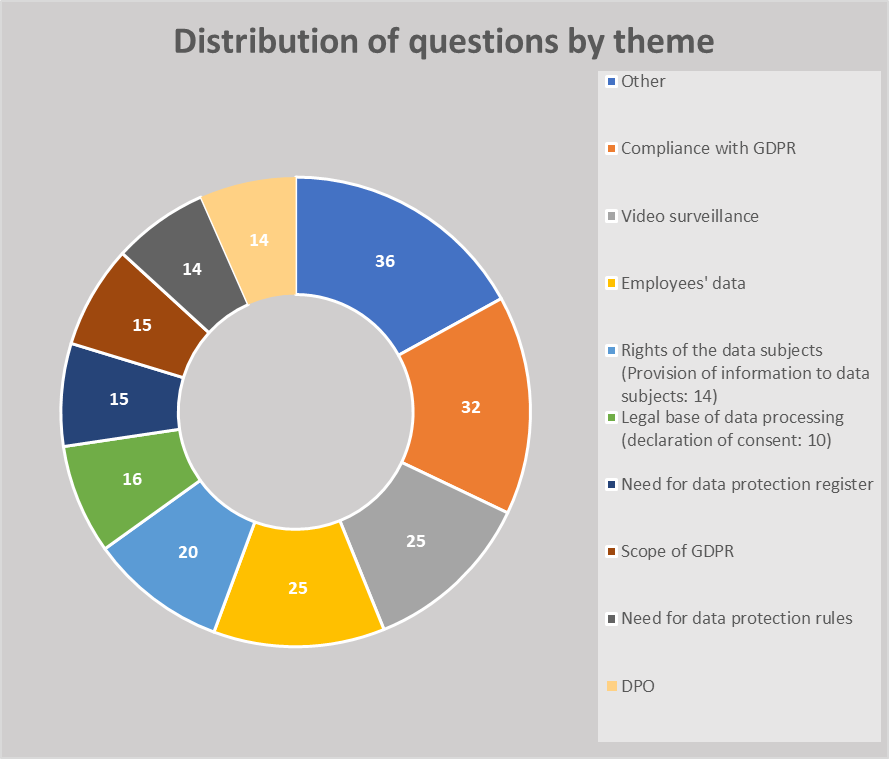 Distribution of questions by theme
36
32
25
25
20
16
15
15
14
14
Other
Compliance with GDPR
Video surveillance
Employees' data
Rights of the data subjects
(Provision of information to data
subjects: 14)
Legal base of data processing
(declaration of consent: 10)
Need for data protection register
Scope of GDPR
Need for data protection rules
DPO